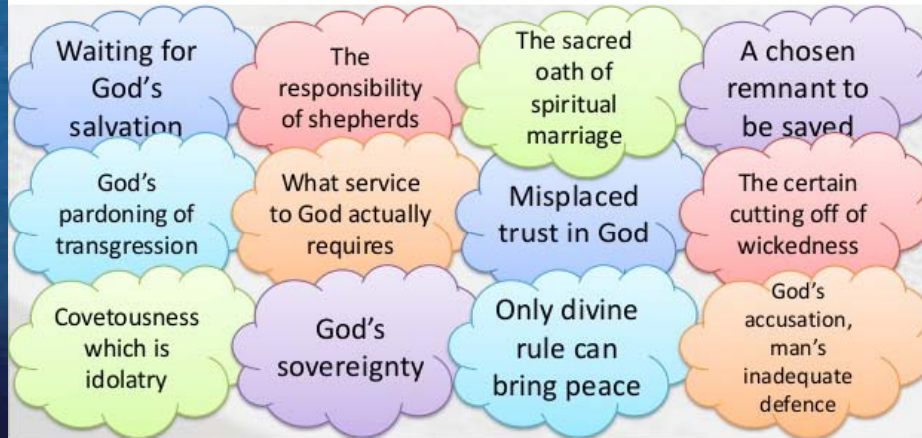 Waiting for
God's
salvation
The
responsibility
of shepherds
The sacred
oath of
spiritual
marriage
A chosen
remnant to
be saved
God's
pardoning of
transgression
What service
to God actually
requires
Misplaced
trust in God
The certain
cutting off of
wickedness
Covetousness
which is
idolatry
God's
sovereignty
Only divine
rule can
bring peace
God's
accusation,
man's
inadequate
defence